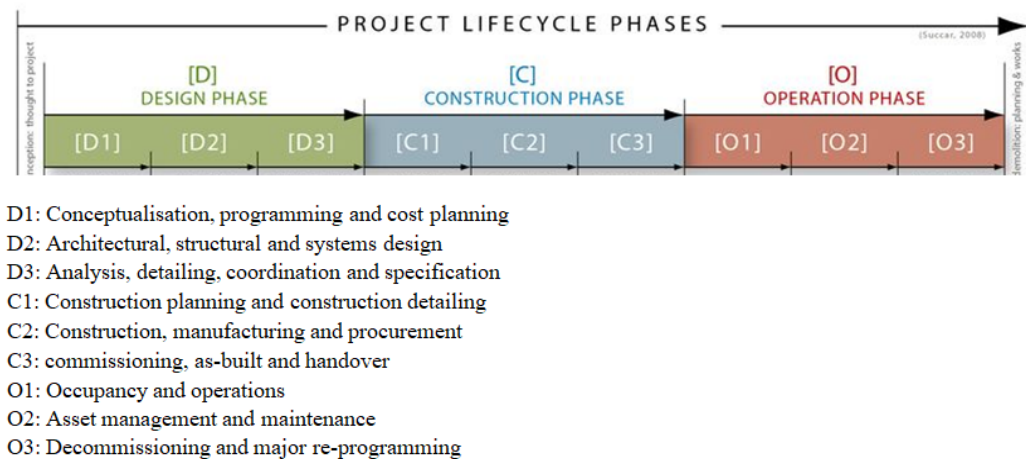 PROJECT LIFECYCLE PHASES
(Succar, 2008)
nception: thought to project
[D]
DESIGN PHASE
[C]
CONSTRUCTION PHASE
[O]
OPERATION PHASE
demolition: planning & works
[D1] [D2] [D3] [C1] [C2] [C3] [O1] [O2] [O3]
D1: Conceptualisation, programming and cost planning
D2: Architectural, structural and systems design
D3: Analysis, detailing, coordination and specification
C1: Construction planning and construction detailing
C2: Construction, manufacturing and procurement
C3: commissioning, as-built and handover
O1: Occupancy and operations
O2: Asset management and maintenance
O3: Decommissioning and major re-programming